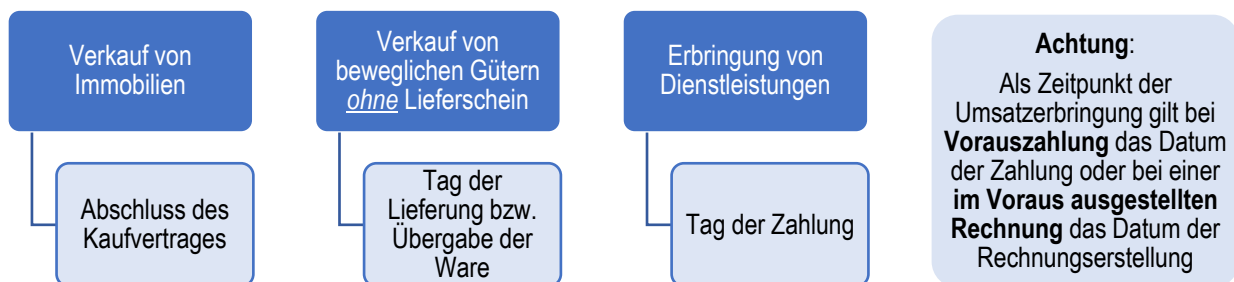 Verkauf von
Immobilien
Abschluss des
Kaufvertrages
Verkauf von
beweglichen Gütern
ohne Lieferschein
Tag der
Lieferung bzw.
Übergabe der
Ware
Erbringung von
Dienstleistungen
Tag der Zahlung
Achtung:
Als Zeitpunkt der
Umsatzerbringung gilt bei
Vorauszahlung das Datum
der Zahlung oder bei einer
im Voraus ausgestellten
Rechnung das Datum der
Rechnungserstellung